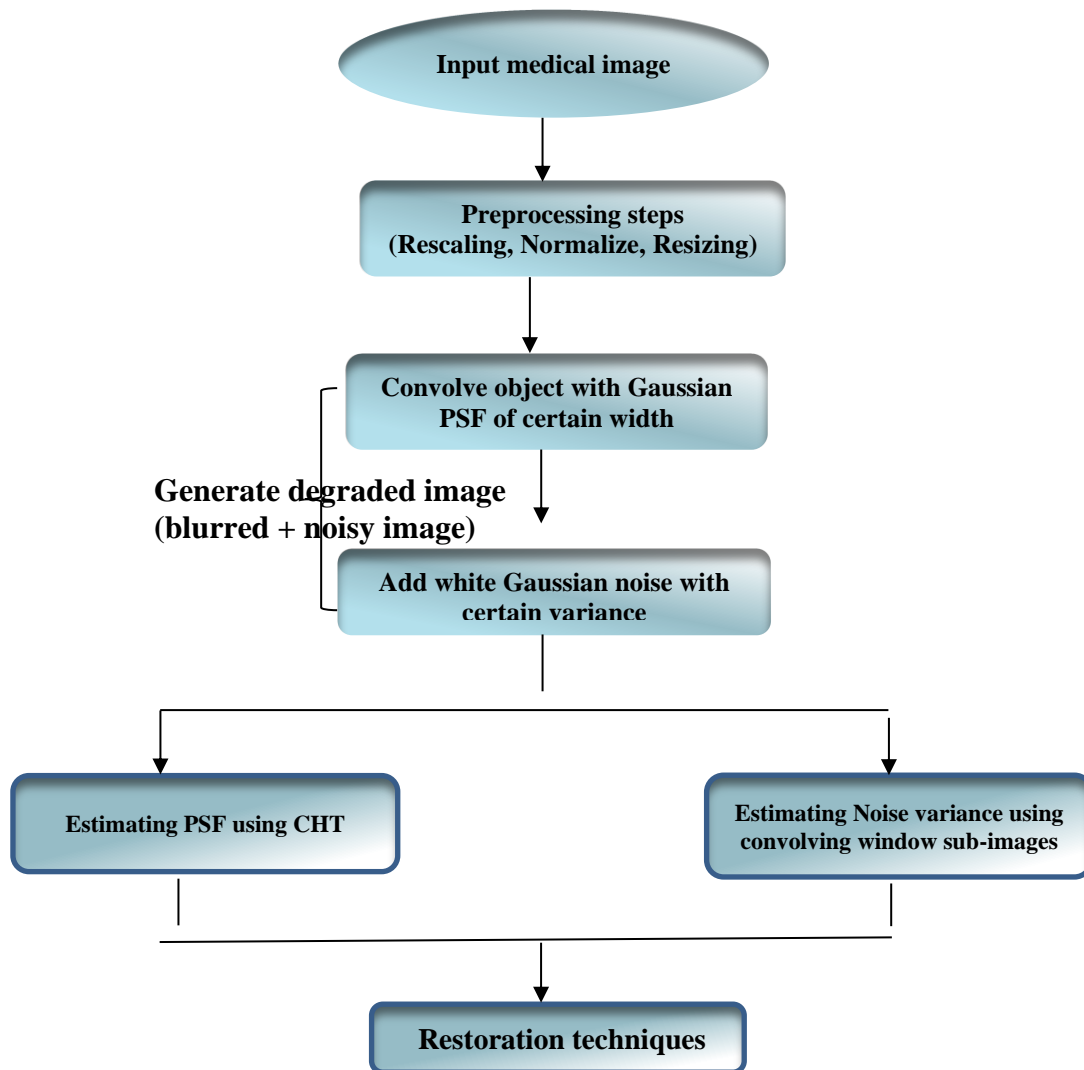 Input medical image
Preprocessing steps
(Rescaling, Normalize, Resizing)
Convolve object with Gaussian
PSF of certain width
Generate degraded image
(blurred + noisy image)
Add white Gaussian noise with
certain variance
Estimating PSF using CHT
Estimating Noise variance using
convolving window sub-images
Restoration techniques